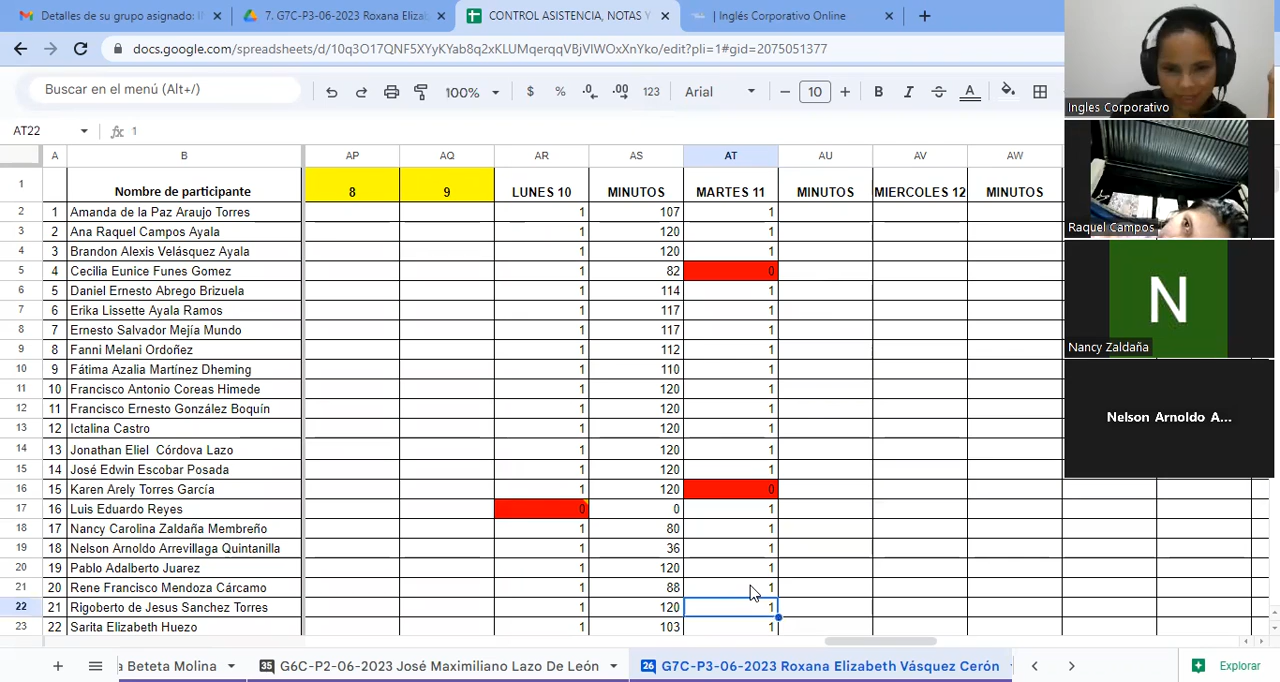 Detalles de su grupo asignado: I
7. G7C-P3-06-2023 Roxana Elizab
CONTROL ASISTENCIA, NOTAS Y
| Inglés Corporativo Online
docs.google.com/spreadsheets/d/10q3O17QNF5XYyKYab8q2xKLUMqerqqVBjVlWOxXnYko/edit?pli=1#gid=2075051377
Buscar en el menú (Alt+/)
100%
$ % .0 .00 123
Arial
10
B I S A
AT22
fx 1
A B AP AQ AR AS AT AU AV AW
1 Nombre de participante 8 9 LUNES 10 MINUTOS MARTES 11 MINUTOS MIERCOLES 12 MINUTOS
2 1 Amanda de la Paz Araujo Torres 1 107 1
3 2 Ana Raquel Campos Ayala 1 120 1
4 3 Brandon Alexis Velásquez Ayala 1 120 1
5 4 Cecilia Eunice Funes Gomez 1 82 0
6 5 Daniel Ernesto Abrego Brizuela 1 114 1
7 6 Erika Lissette Ayala Ramos 1 117 1
8 7 Ernesto Salvador Mejía Mundo 1 117 1
9 8 Fanni Melani Ordoñez 1 112 1
10 9 Fátima Azalia Martínez Dheming 1 110 1
11 10 Francisco Antonio Coreas Himede 1 120 1
12 11 Francisco Ernesto González Boquín 1 120 1
13 12 Ictalina Castro 1 120 1
14 13 Jonathan Eliel Córdova Lazo 1 120 1
15 14 José Edwin Escobar Posada 1 120 1
16 15 Karen Arely Torres García 1 120 0
17 16 Luis Eduardo Reyes 0 0 1
18 17 Nancy Carolina Zaldaña Membreño 1 80 1
19 18 Nelson Arnoldo Arrevillaga Quintanilla 1 36 1
20 19 Pablo Adalberto Juarez 1 120 1
21 20 Rene Francisco Mendoza Cárcamo 1 88 1
22 21 Rigoberto de Jesus Sanchez Torres 1 120 1
23 22 Sarita Elizabeth Huezo 1 103 1
a Beteta Molina
35 G6C-P2-06-2023 José Maximiliano Lazo De León
26 G7C-P3-06-2023 Roxana Elizabeth Vásquez Cerón
Explorar
Ingles Corporativo
Raquel Campos
N
Nancy Zaldaña
Nelson Arnoldo A...